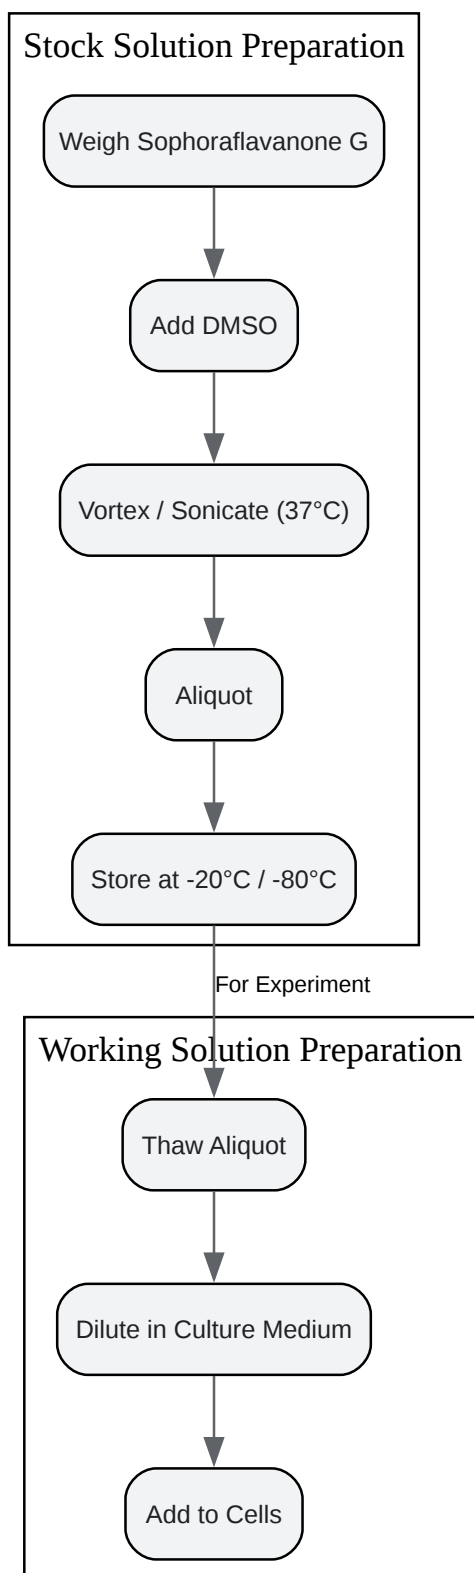 Stock Solution Preparation
Weigh Sophoraflavanone G
Add DMSO
Vortex / Sonicate (37°C)
Aliquot
Store at -20°C / -80°C
For Experiment
Working Solution Preparation
Thaw Aliquot
Dilute in Culture Medium
Add to Cells